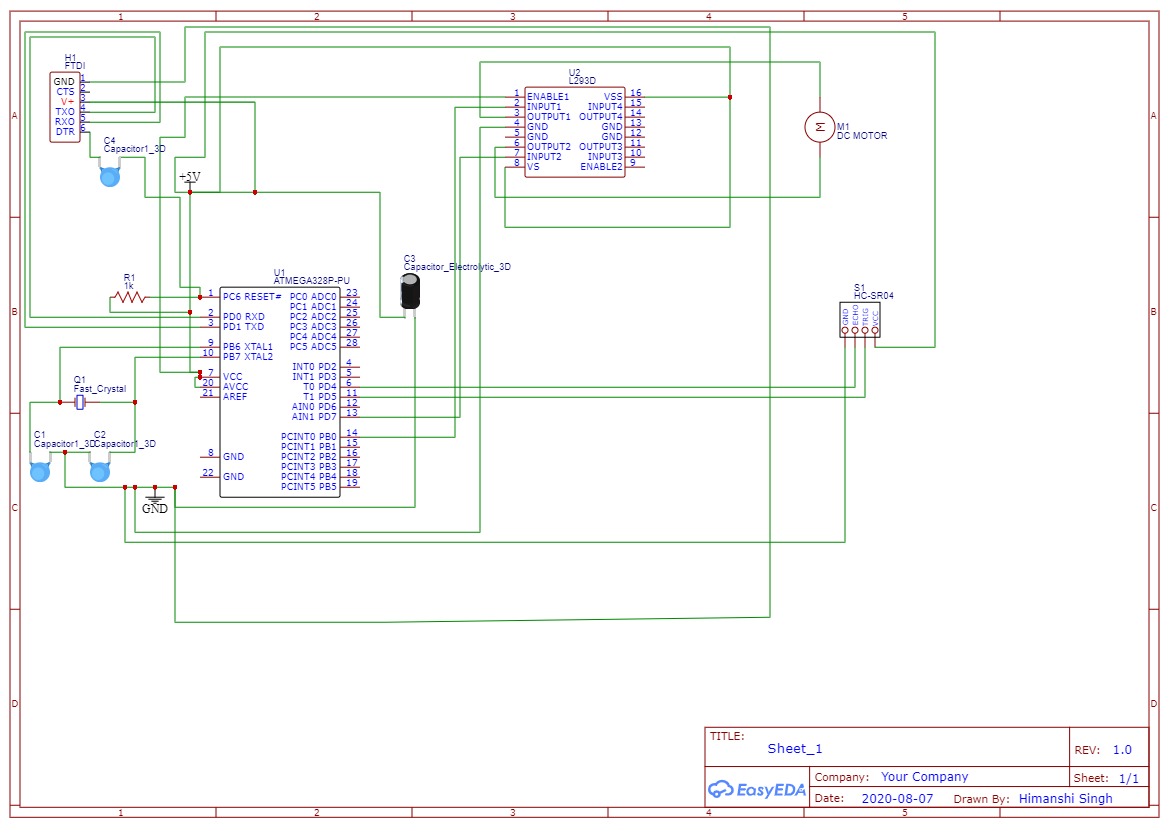 1 2 3 4 5
A
B
C
D
A
B
C
D
1 2 3 4 5
H1
FTDI
GND 1
CTS 2
V+ 3
TXO 4
RXO 5
DTR 6
C4
Capacitor1_3D
+5V
U2
L293D
1 ENABLE1 VSS 16
2 INPUT1 INPUT4 15
3 OUTPUT1 OUTPUT4 14
4 GND GND 13
5 GND GND 12
6 OUTPUT2 OUTPUT3 11
7 INPUT2 INPUT3 10
8 VS ENABLE2 9
M
M1
DC MOTOR
C3
Capacitor_Electrolytic_3D
R1
1k
U1
ATMEGA328P-PU
1 PC6 RESET# PC0 ADC0 23
PC1 ADC1 24
2 PD0 RXD PC2 ADC2 25
3 PD1 TXD PC3 ADC3 26
PC4 ADC4 27
9 PB6 XTAL1 PC5 ADC5 28
10 PB7 XTAL2
INT0 PD2 4
7 VCC INT1 PD3 5
20 AVCC T0 PD4 6
21 AREF T1 PD5 11
AIN0 PD6 12
AIN1 PD7 13
PCINT0 PB0 14
PCINT1 PB1 15
8 GND PCINT2 PB2 16
PCINT3 PB3 17
22 GND PCINT4 PB4 18
PCINT5 PB5 19
S1
HC-SR04
GND
ECHO
TRIG
VCC
Q1
Fast_Crystal
C1
Capacitor1_3D
C2
Capacitor1_3D
GND
TITLE:
Sheet_1
REV: 1.0
EasyEDA
Company: Your Company
Sheet: 1/1
Date: 2020-08-07 Drawn By: Himanshi Singh